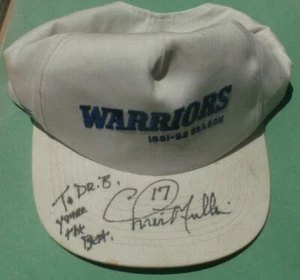 WARRIORS
1991-92 SEASON
To DR. B.
you're
the
Best.
Chris Mullin
17